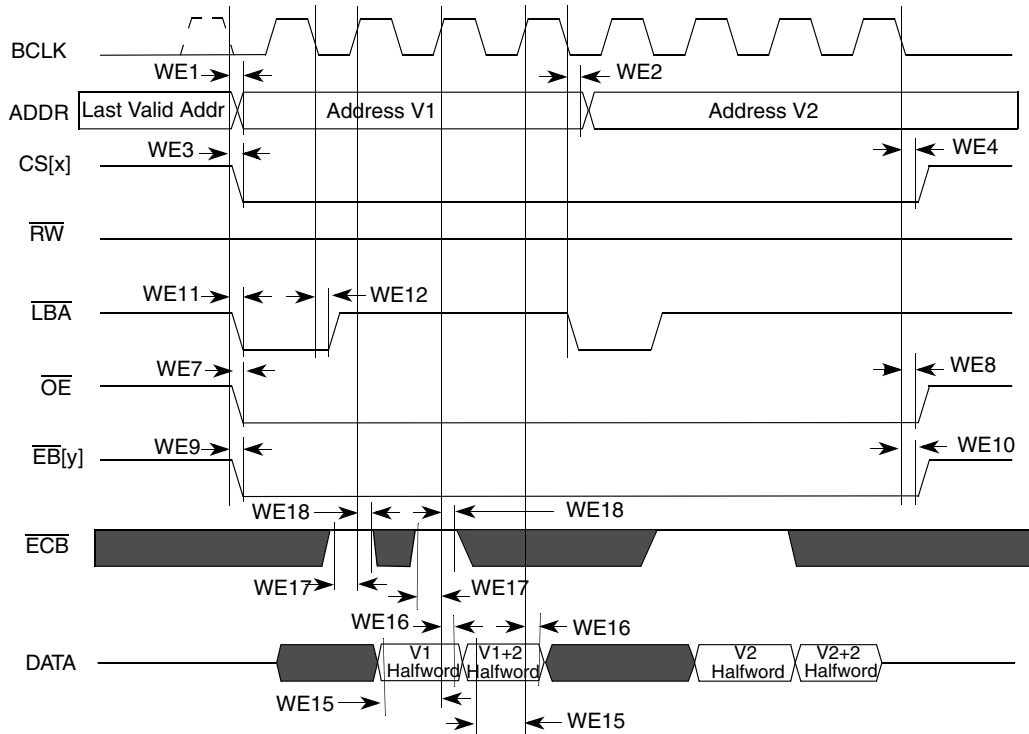 BCLK
WE1
WE2
ADDR
Last Valid Addr
Address V1
Address V2
WE3
WE4
CS[x]
RW
WE11
WE12
LBA
WE7
WE8
OE
WE9
WE10
EB[y]
WE18
WE18
ECB
WE17
WE17
WE16
WE16
DATA
V1
Halfword
V1+2
Halfword
V2
Halfword
V2+2
Halfword
WE15
WE15